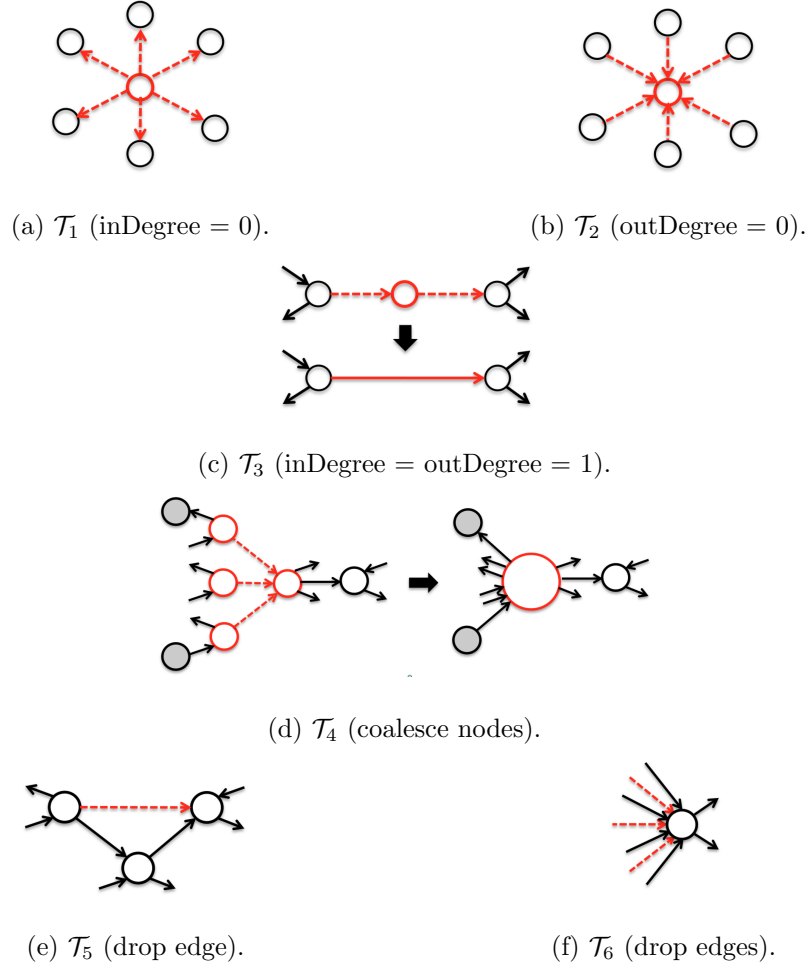 (a) 𝒯₁ (inDegree = 0).
(b) 𝒯₂ (outDegree = 0).
(c) 𝒯₃ (inDegree = outDegree = 1).
(d) 𝒯₄ (coalesce nodes).
(e) 𝒯₅ (drop edge).
(f) 𝒯₆ (drop edges).